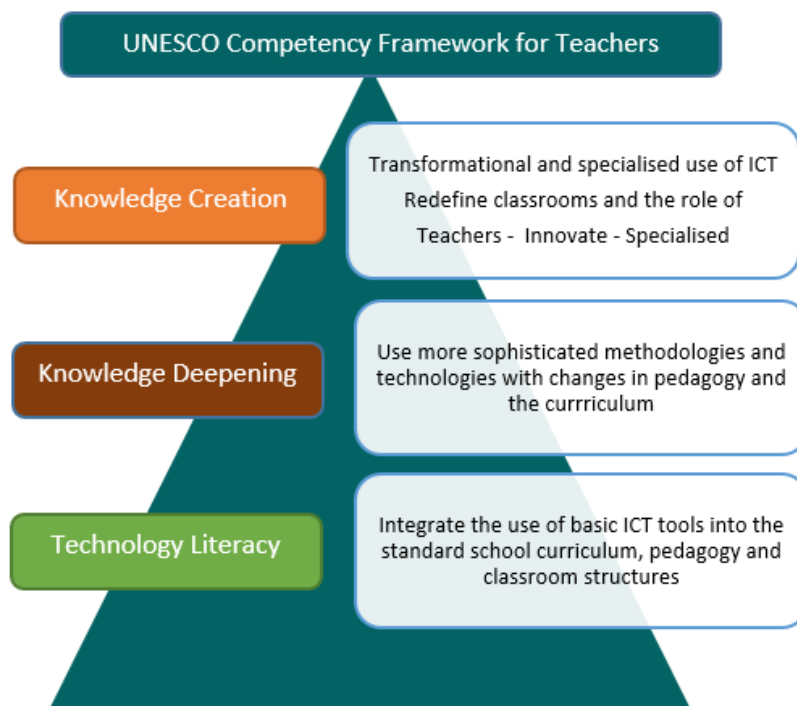 UNESCO Competency Framework for Teachers
Knowledge Creation
Transformational and specialised use of ICT
Redefine classrooms and the role of
Teachers - Innovate - Specialised
Knowledge Deepening
Use more sophisticated methodologies and
technologies with changes in pedagogy and
the currriculum
Technology Literacy
Integrate the use of basic ICT tools into the
standard school curriculum, pedagogy and
classroom structures